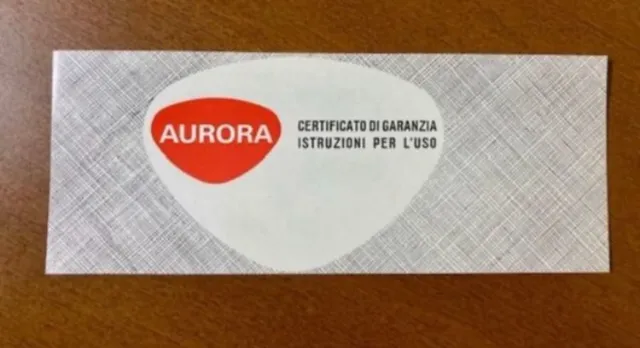 AURORA
CERTIFICATO DI GARANZIA
ISTRUZIONI PER L'USO